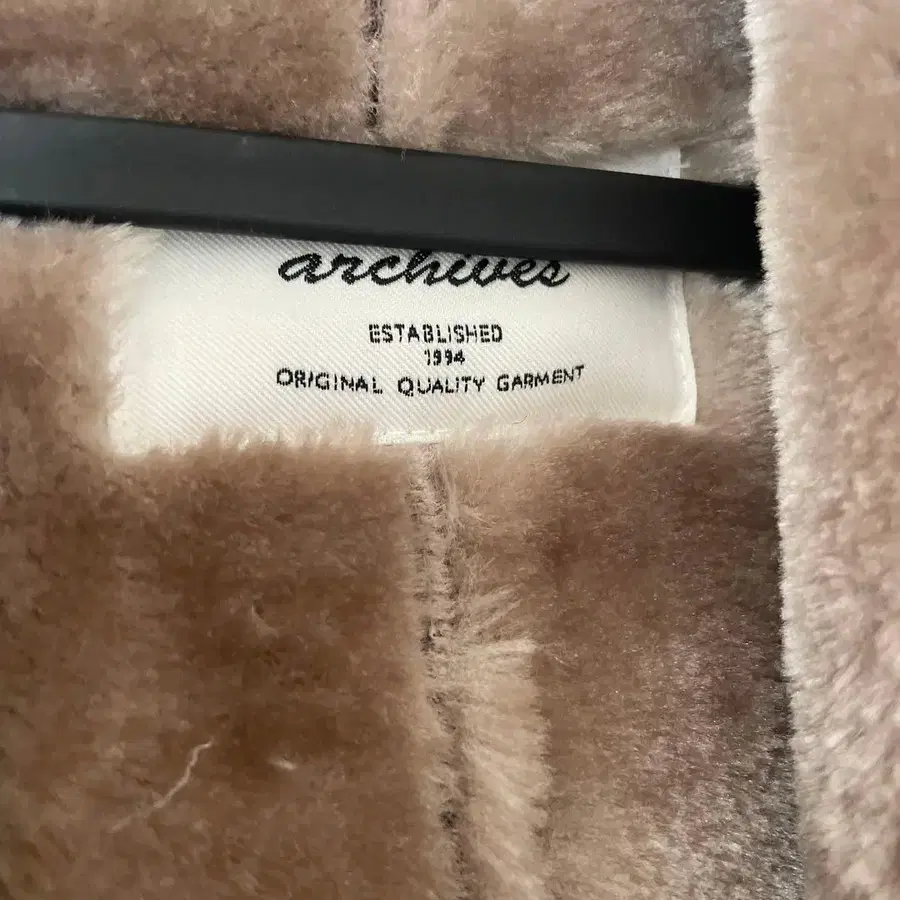 archives
ESTABLISHED
1994
ORIGINAL QUALITY GARMENT